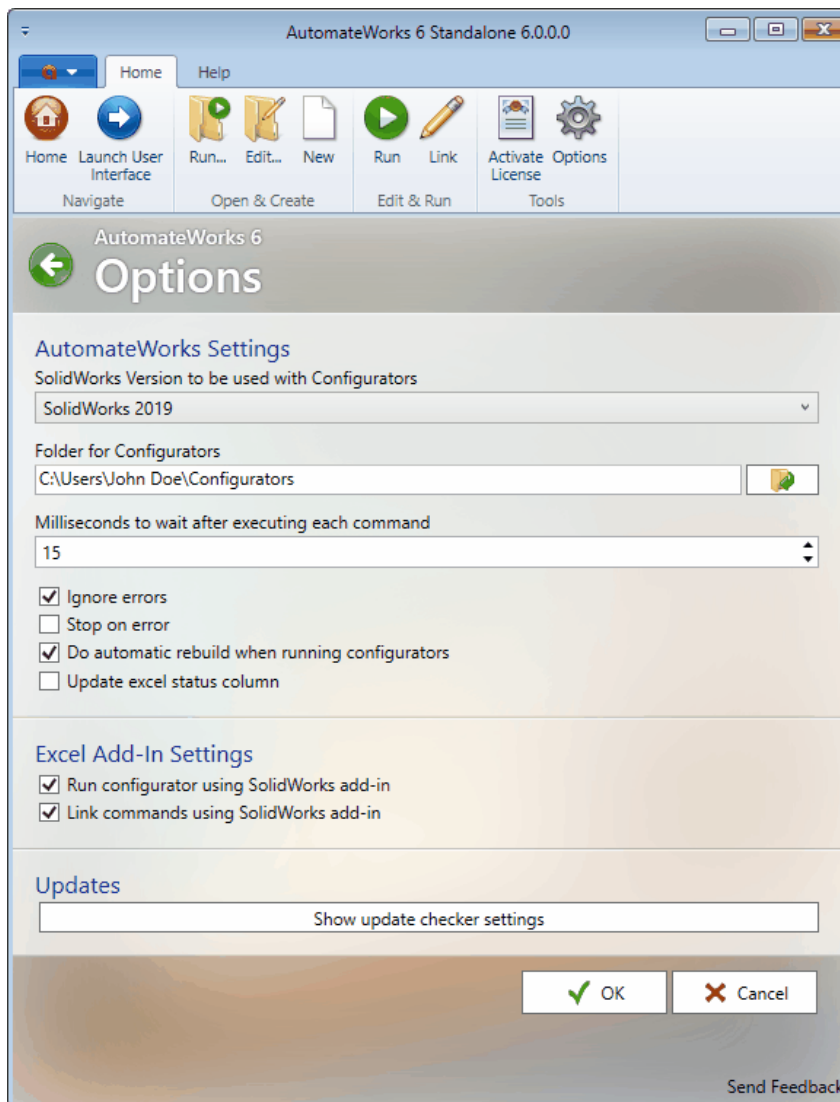 AutomateWorks 6 Standalone 6.0.0.0
Home Help
Home Launch User Interface Run... Edit... New Run Link Activate License Options
Navigate Open & Create Edit & Run Tools
AutomateWorks 6
Options
AutomateWorks Settings
SolidWorks Version to be used with Configurators
SolidWorks 2019
Folder for Configurators
C:\Users\John Doe\Configurators
Milliseconds to wait after executing each command
15
Ignore errors
Stop on error
Do automatic rebuild when running configurators
Update excel status column
Excel Add-In Settings
Run configurator using SolidWorks add-in
Link commands using SolidWorks add-in
Updates
Show update checker settings
OK Cancel
Send Feedback